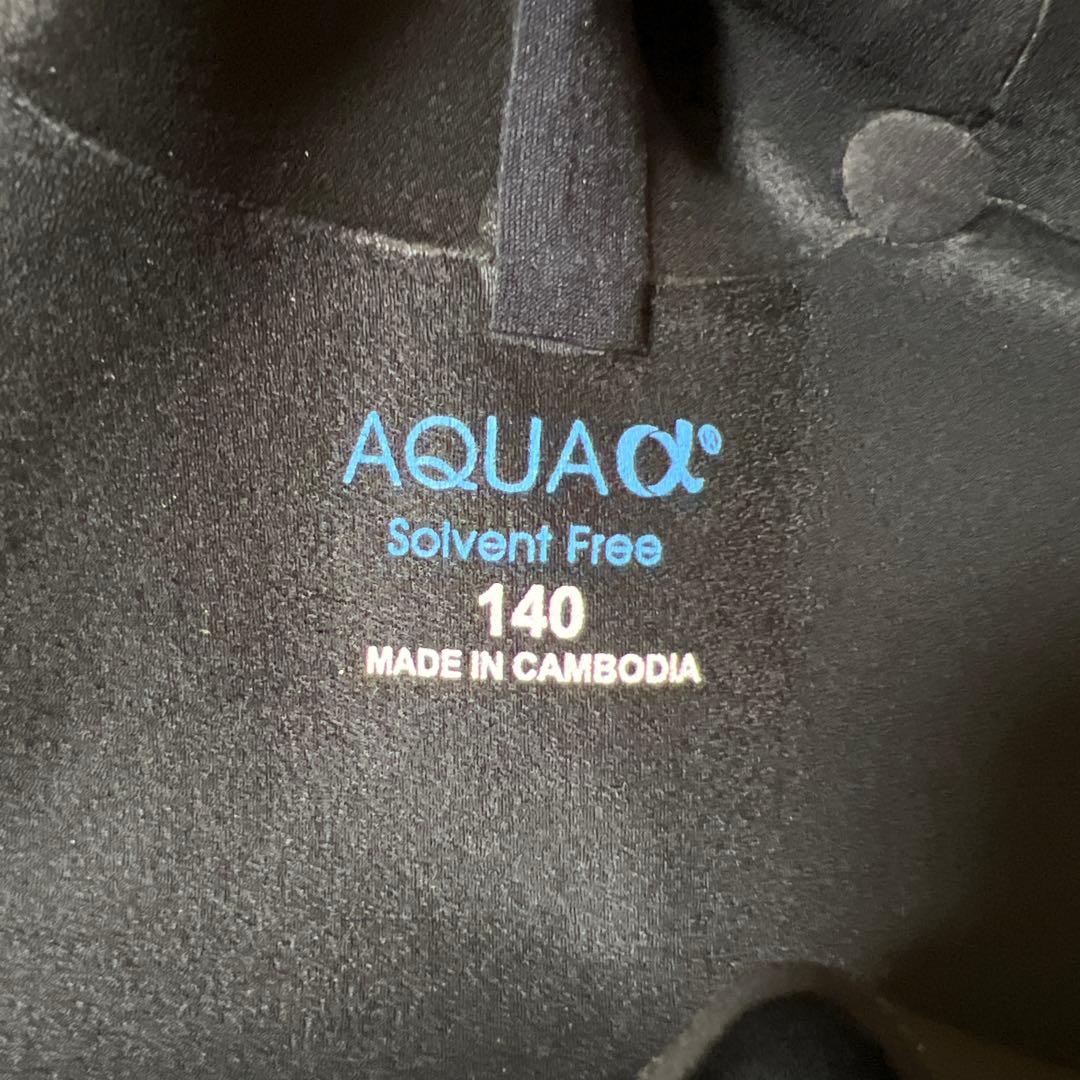 AQUAα®
Solvent Free
140
MADE IN CAMBODIA